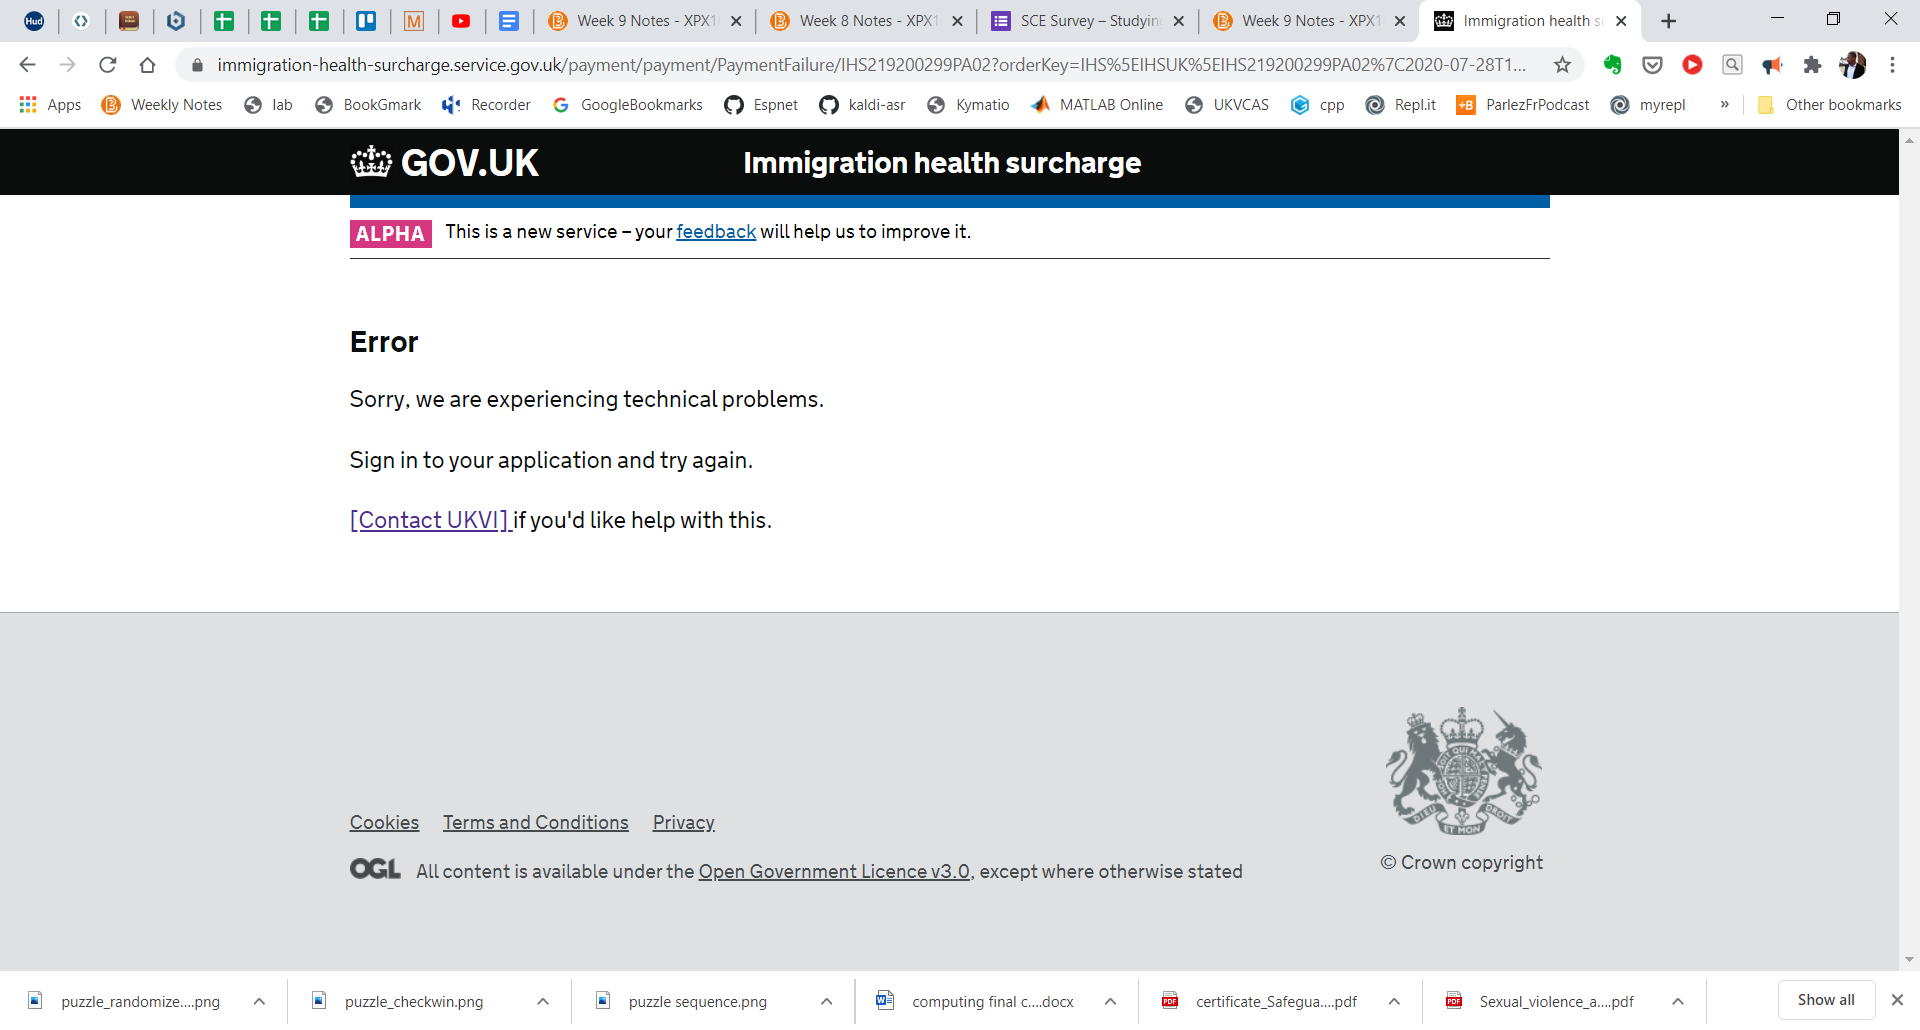 Hud
Week 9 Notes - XPX1
Week 8 Notes - XPX1
SCE Survey – Studyin
Week 9 Notes - XPX1
Immigration health s
immigration-health-surcharge.service.gov.uk/payment/payment/PaymentFailure/IHS219200299PA02?orderKey=IHS%5EIHSUK%5EIHS219200299PA02%7C2020-07-28T1...
Apps Weekly Notes lab BookGmark Recorder GoogleBookmarks Espnet kaldi-asr Kymatio MATLAB Online UKVCAS cpp Repl.it +B ParlezFrPodcast myrepl » Other bookmarks
GOV.UK Immigration health surcharge
ALPHA This is a new service – your feedback will help us to improve it.
Error
Sorry, we are experiencing technical problems.
Sign in to your application and try again.
[Contact UKVI] if you'd like help with this.
Cookies Terms and Conditions Privacy
OGL All content is available under the Open Government Licence v3.0, except where otherwise stated
DIEU ET MON DROIT
© Crown copyright
puzzle_randomize....png
puzzle_checkwin.png
puzzle sequence.png
computing final c....docx
PDF certificate_Safegua....pdf
PDF Sexual_violence_a....pdf
Show all